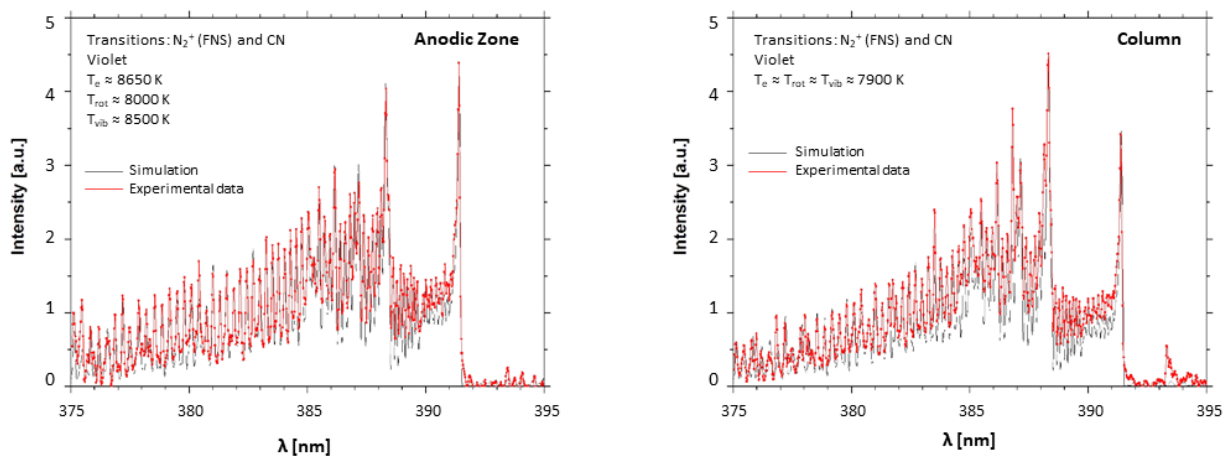 Transitions: N₂⁺ (FNS) and CN
Violet
Tₑ ≈ 8650 K
Tᵣₒₜ ≈ 8000 K
Tᵥᵢb ≈ 8500 K
Anodic Zone
Simulation
Experimental data
Intensity [a.u.]
5
4
3
2
1
0
375
380
385
390
395
λ [nm]
Transitions: N₂⁺ (FNS) and CN
Violet
Tₑ ≈ Tᵣₒₜ ≈ Tᵥᵢb ≈ 7900 K
Column
Simulation
Experimental data
Intensity [a.u.]
5
4
3
2
1
0
375
380
385
390
395
λ [nm]